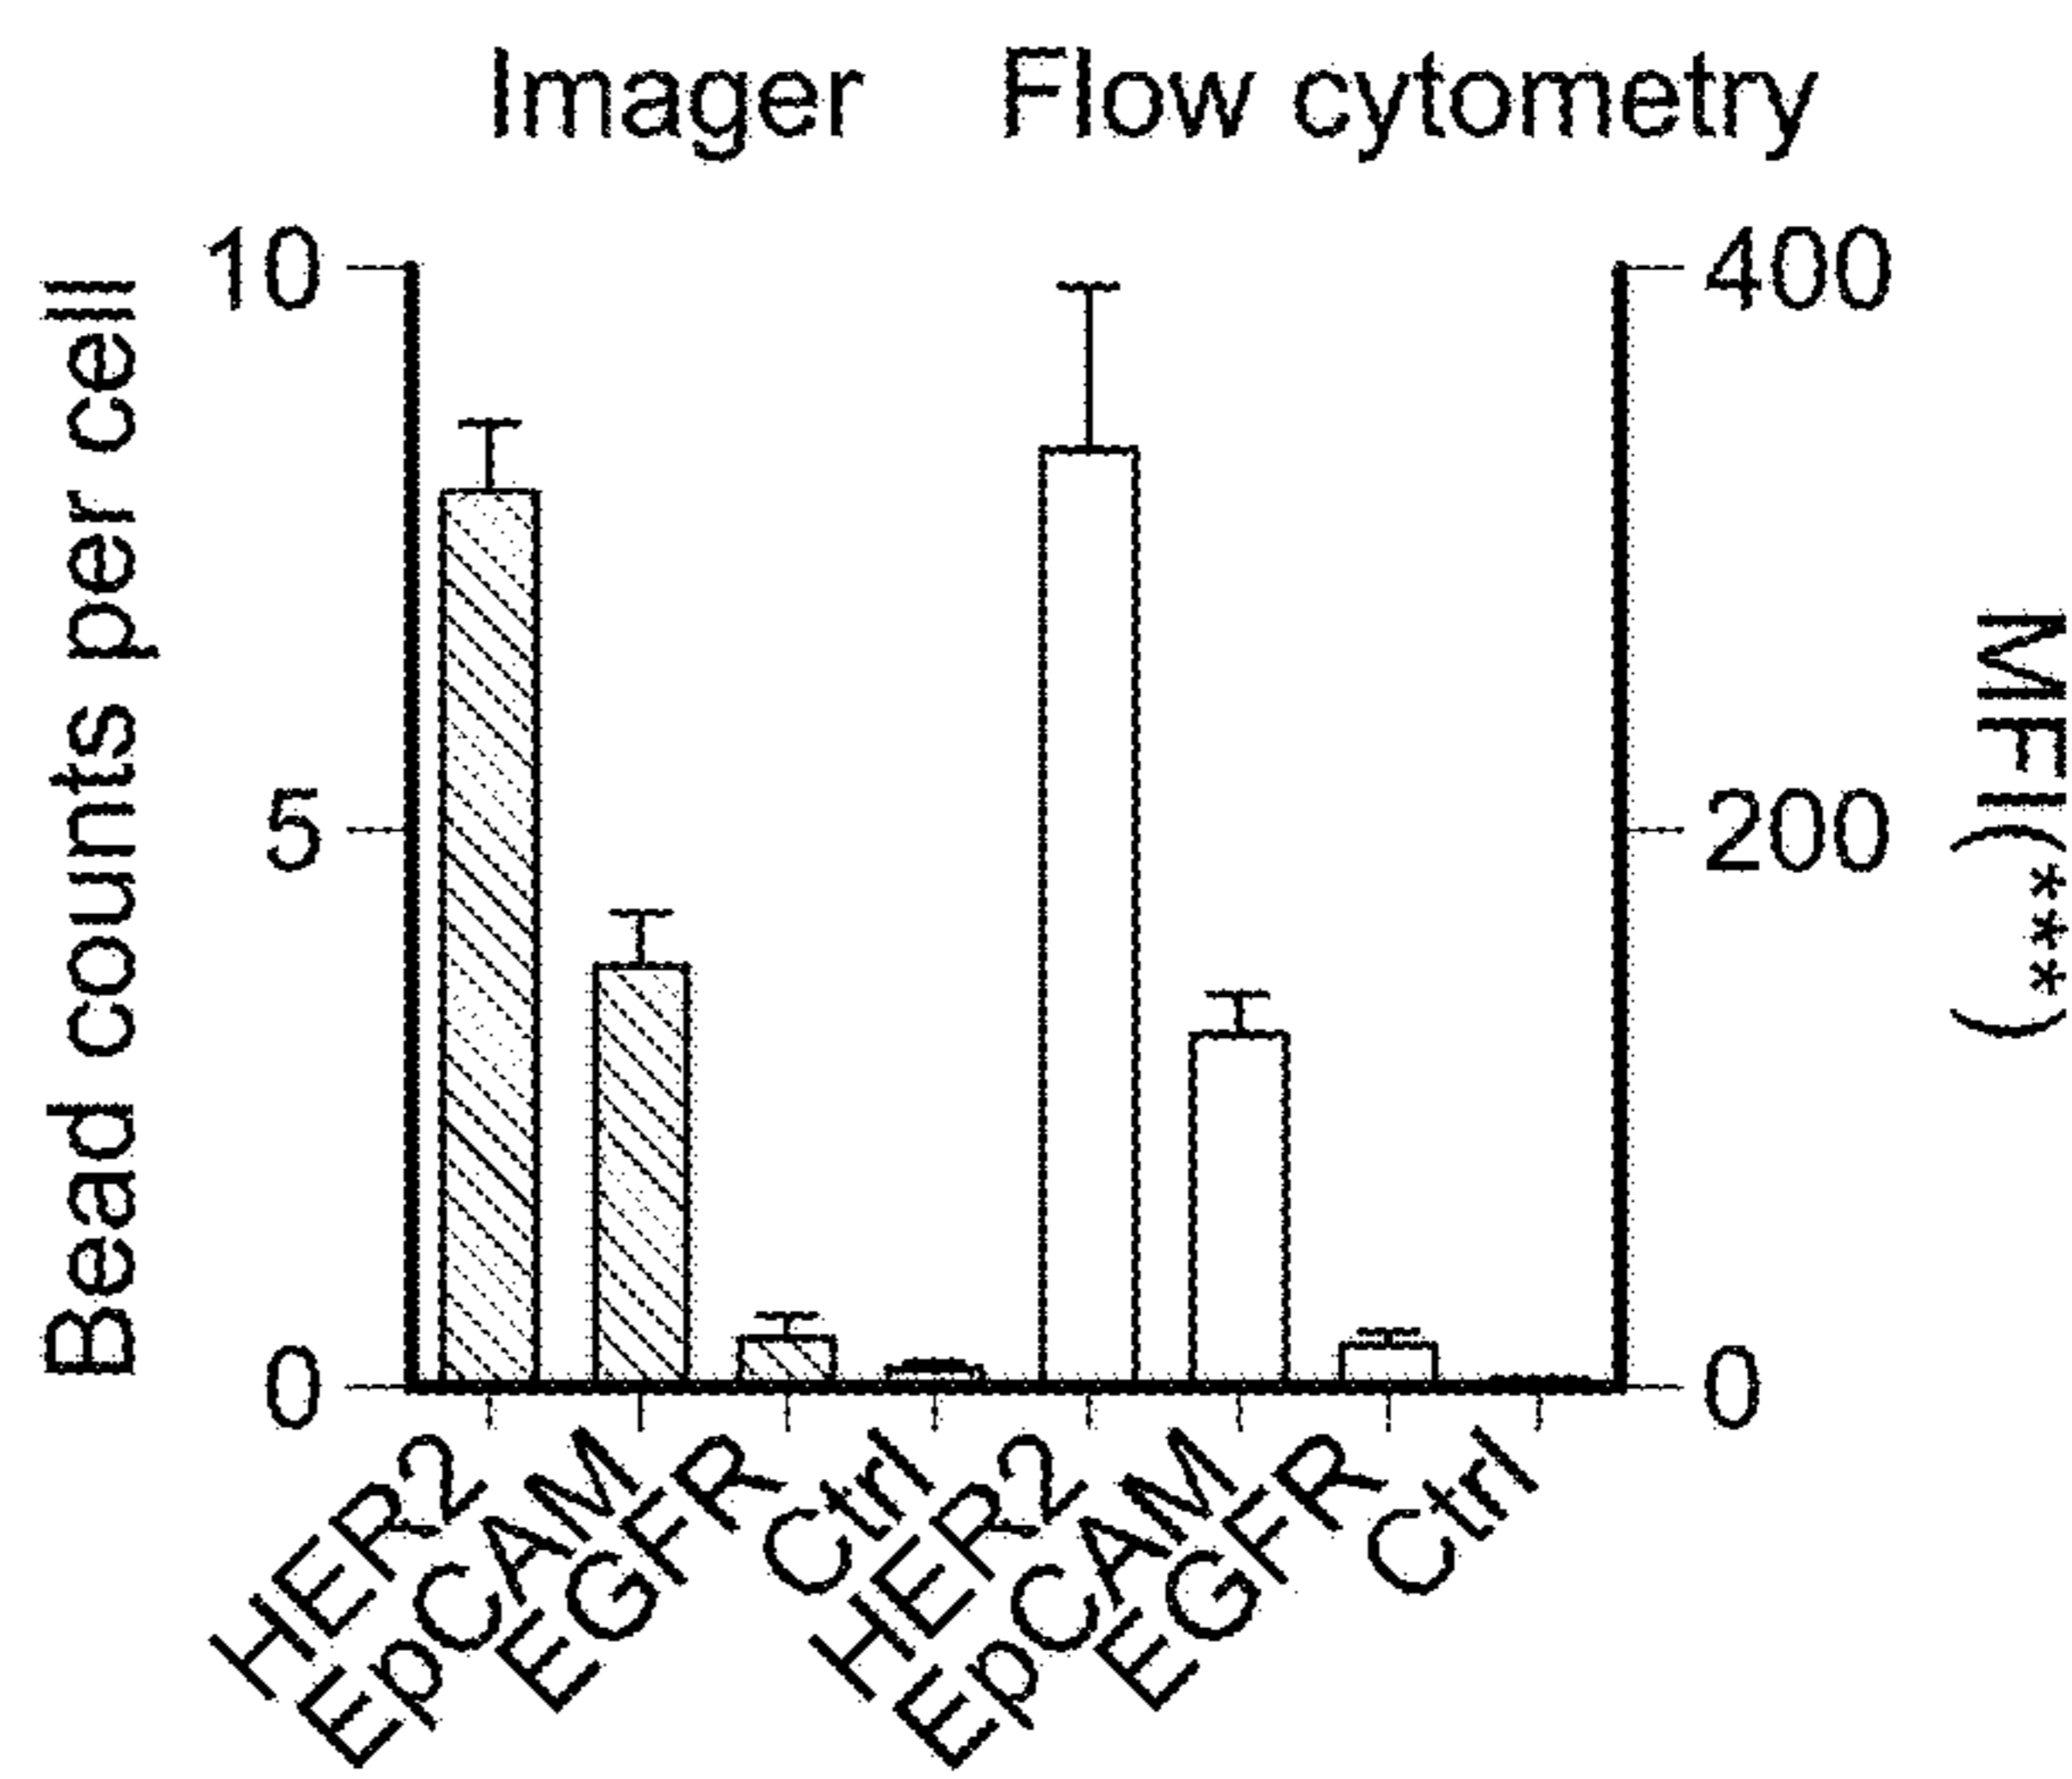 Imager Flow cytometry
Bead counts per cell
10
5
0
400
200
0
MFI(***)
HER2
EpCAM
EGFR
Ctrl
HER2
EpCAM
EGFR
Ctrl